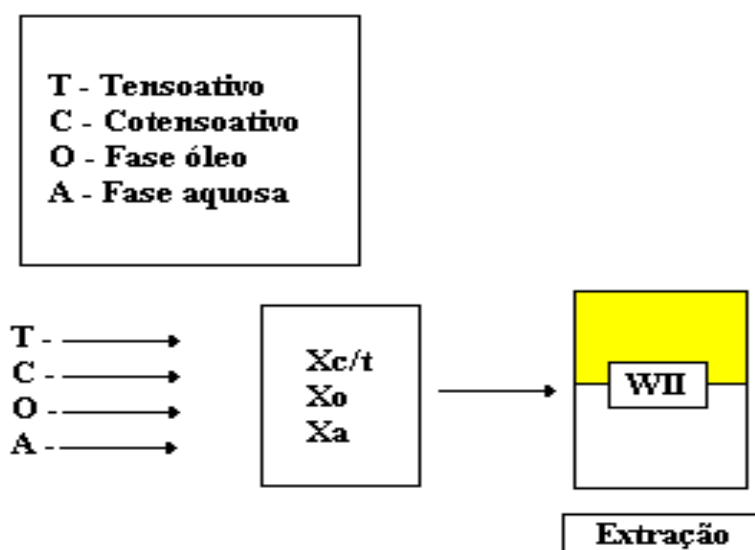 T - Tensoativo
C - Cotensoativo
O - Fase óleo
A - Fase aquosa
T -
C -
O -
A -
Xc/t
Xo
Xa
WII
Extração